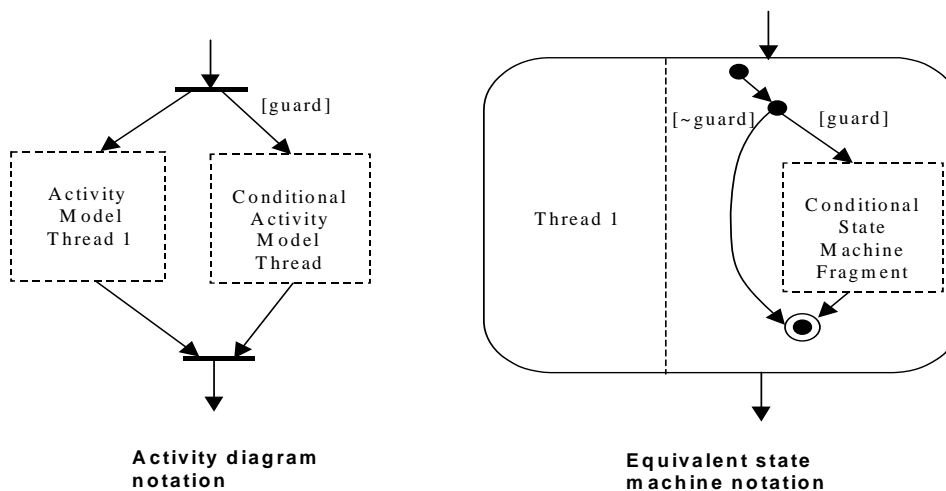 [guard]
Activity
Model
Thread 1
Conditional
Activity
Model
Thread
Activity diagram
notation
[~guard]
[guard]
Thread 1
Conditional
State
Machine
Fragment
Equivalent state
machine notation